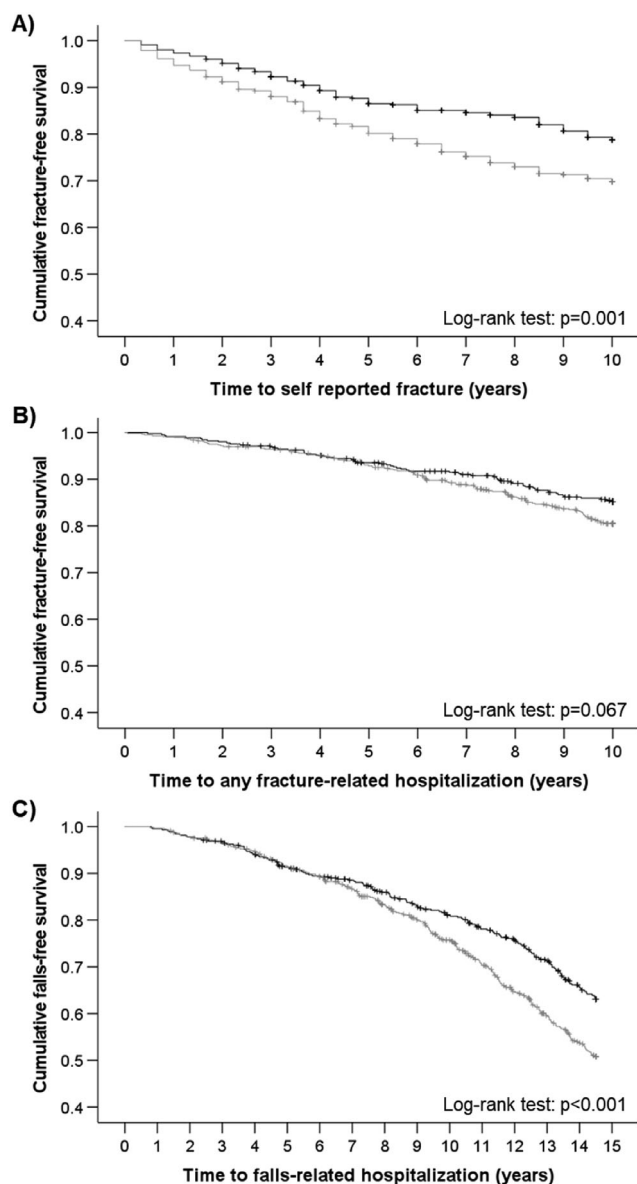 A)
1.0
0.9
0.8
0.7
0.6
0.5
0.4
Cumulative fracture-free survival
Log-rank test: p=0.001
0 1 2 3 4 5 6 7 8 9 10
Time to self reported fracture (years)
B)
1.0
0.9
0.8
0.7
0.6
0.5
0.4
Cumulative fracture-free survival
Log-rank test: p=0.067
0 1 2 3 4 5 6 7 8 9 10
Time to any fracture-related hospitalization (years)
C)
1.0
0.9
0.8
0.7
0.6
0.5
0.4
Cumulative falls-free survival
Log-rank test: p<0.001
0 1 2 3 4 5 6 7 8 9 10 11 12 13 14 15
Time to falls-related hospitalization (years)